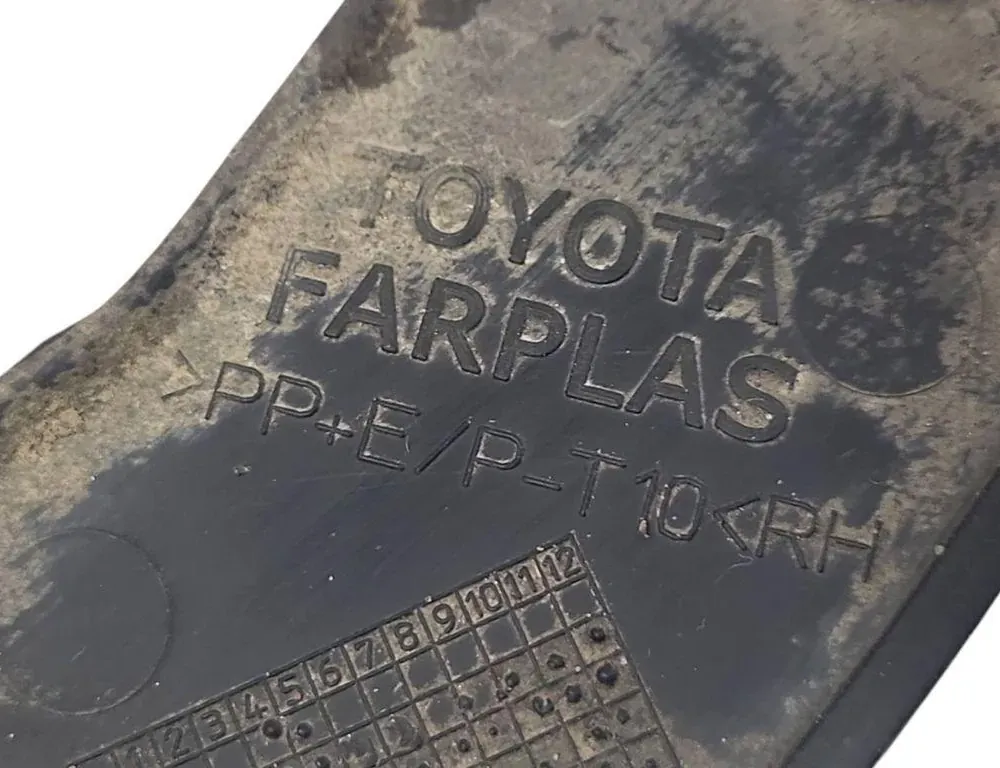 TOYOTA
FARPLAS
>PP+E/P-T10<RH
1 2 3 4 5 6 7 8 9 10 11 12